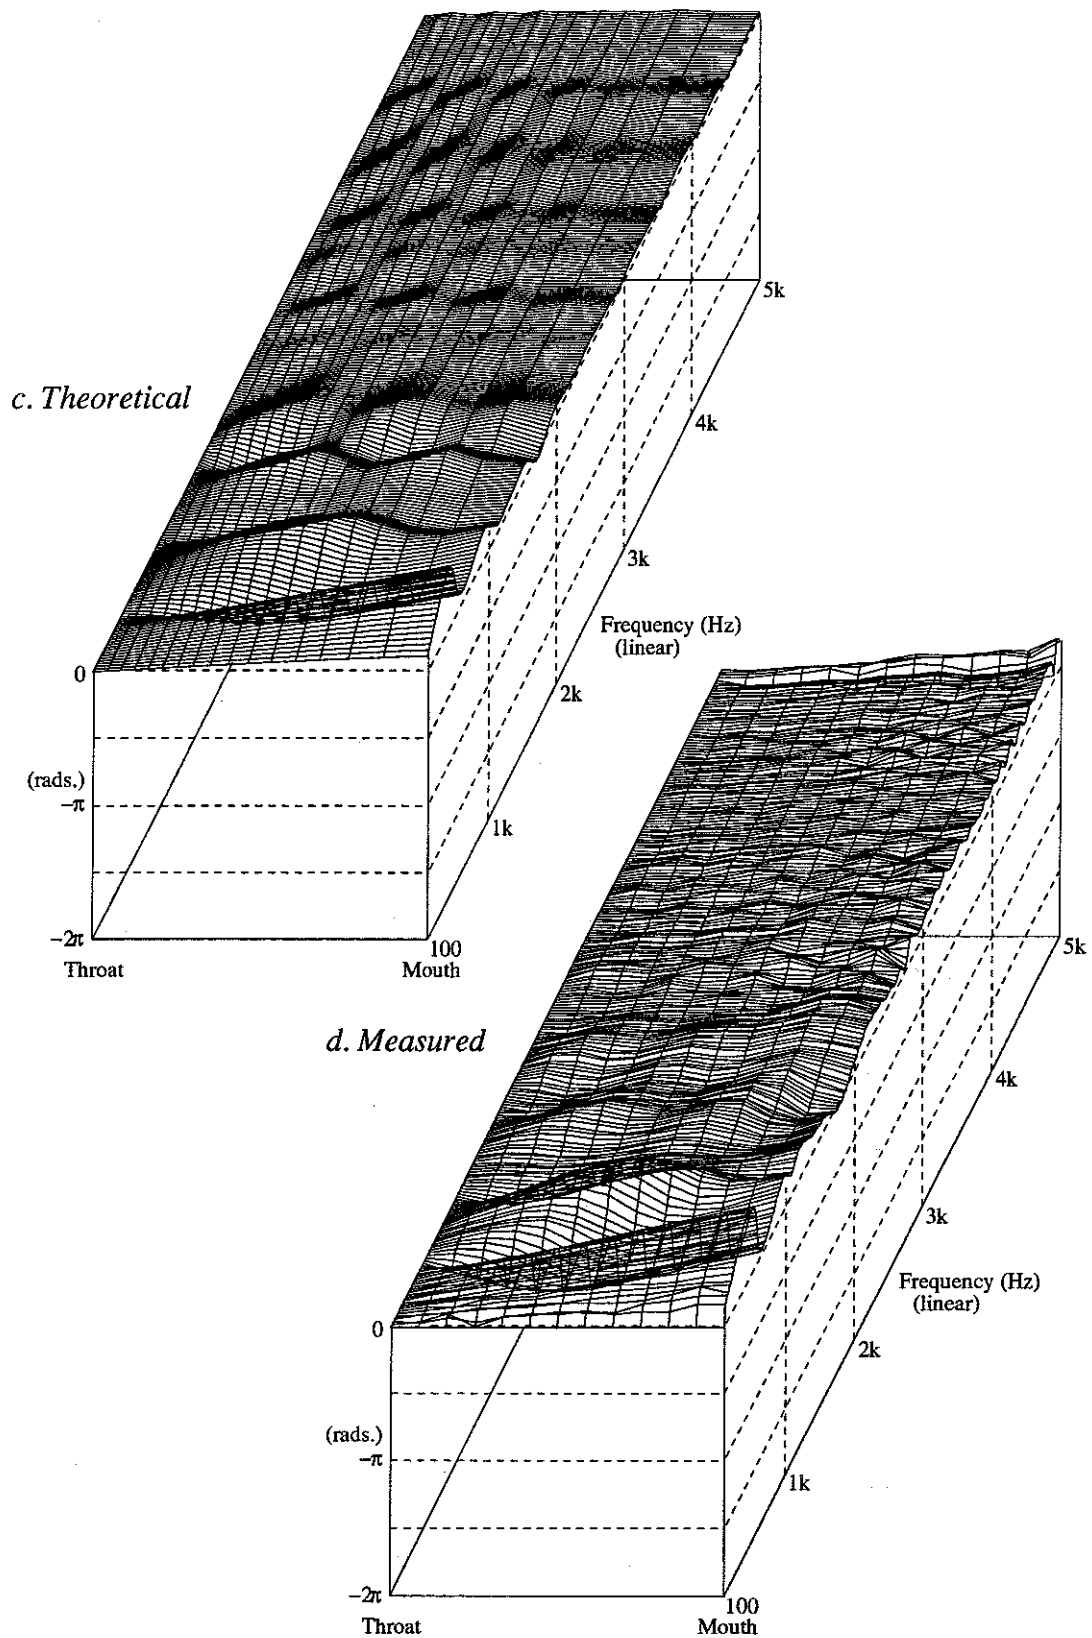 5k
4k
c. Theoretical
3k
Frequency (Hz)
(linear)
2k
0
(rads.)
−π
1k
−2π
100
Throat
Mouth
5k
d. Measured
4k
3k
Frequency (Hz)
(linear)
2k
0
(rads.)
−π
1k
−2π
100
Throat
Mouth